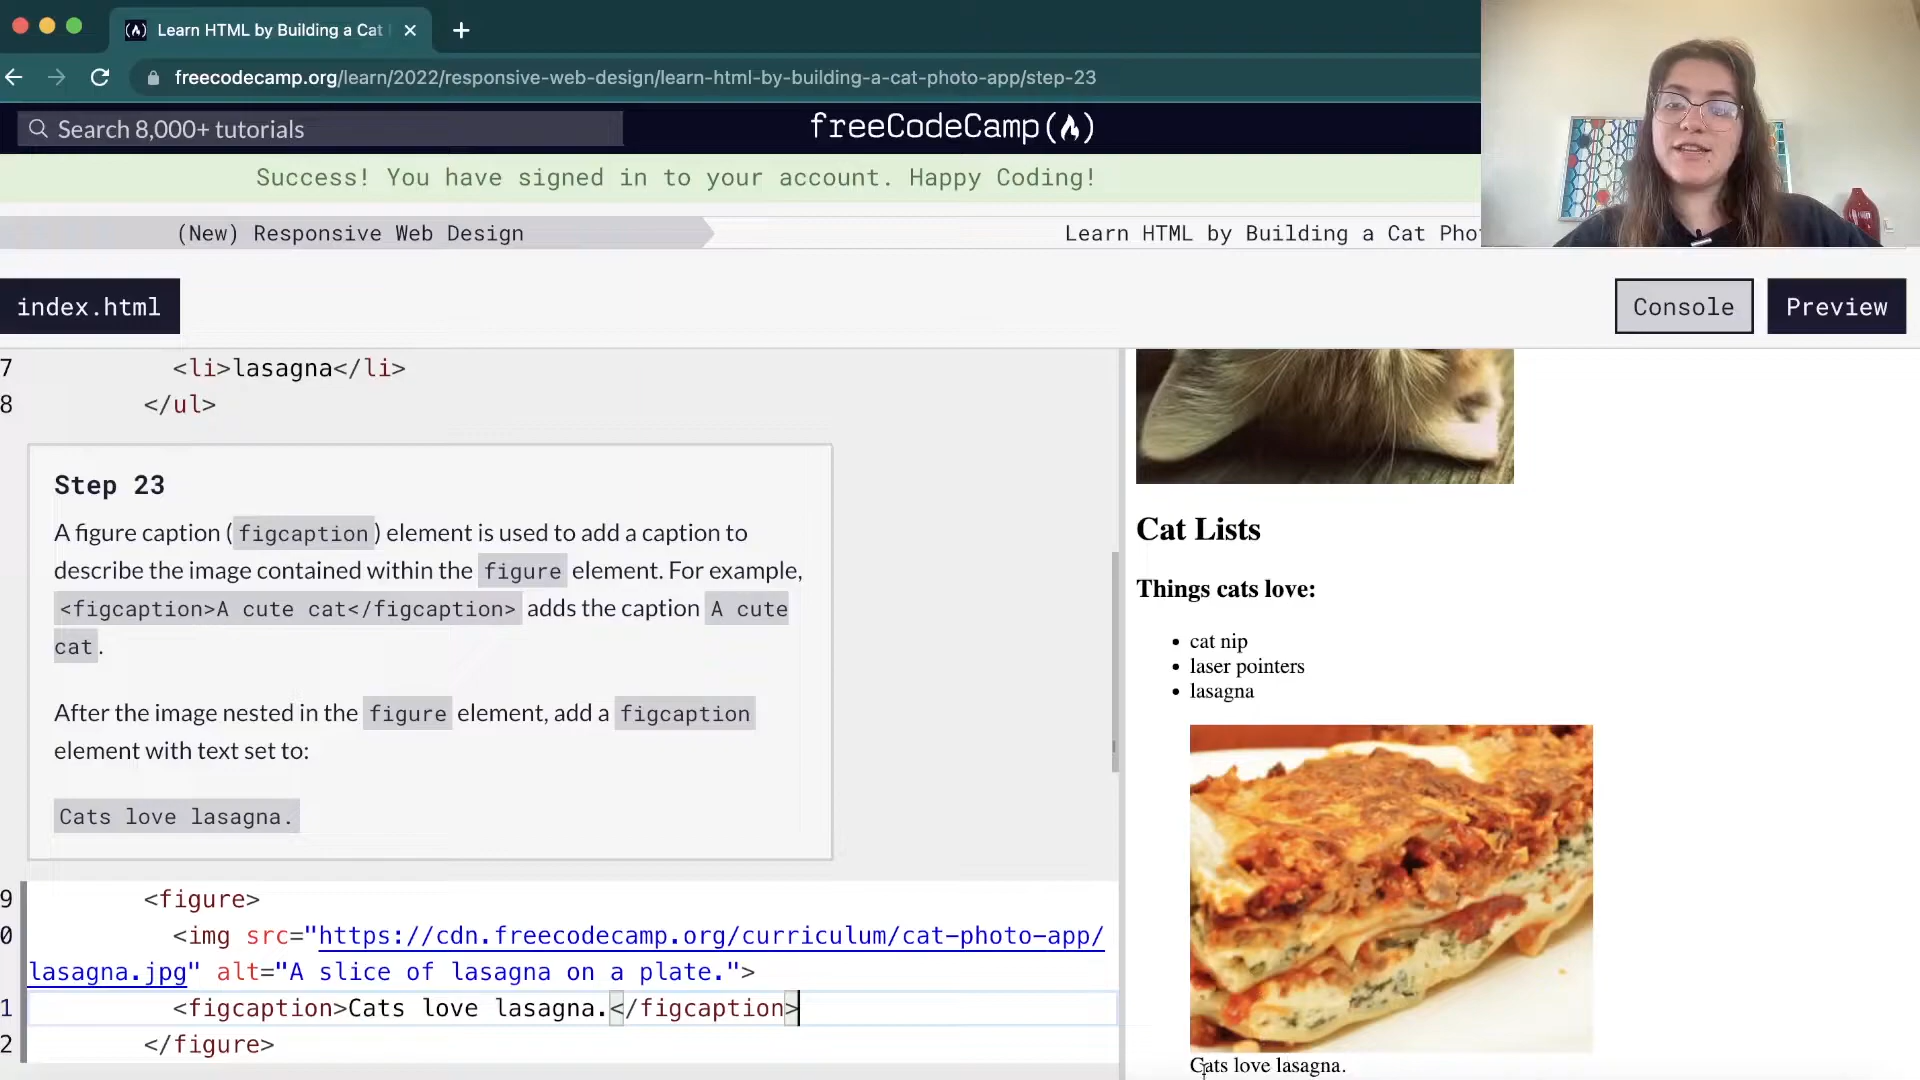 Learn HTML by Building a Cat
freecodecamp.org/learn/2022/responsive-web-design/learn-html-by-building-a-cat-photo-app/step-23
Search 8,000+ tutorials
freeCodeCamp
Success! You have signed in to your account. Happy Coding!
(New) Responsive Web Design
Learn HTML by Building a Cat Pho
index.html
Console
Preview
7 <li>lasagna</li>
8 </ul>
Step 23
A figure caption (figcaption) element is used to add a caption to
describe the image contained within the figure element. For example,
<figcaption>A cute cat</figcaption> adds the caption A cute
cat.
After the image nested in the figure element, add a figcaption
element with text set to:
Cats love lasagna.
9 <figure>
0 <img src="https://cdn.freecodecamp.org/curriculum/cat-photo-app/
lasagna.jpg" alt="A slice of lasagna on a plate.">
1 <figcaption>Cats love lasagna.</figcaption>
2 </figure>
Cat Lists
Things cats love:
• cat nip
• laser pointers
• lasagna
Cats love lasagna.